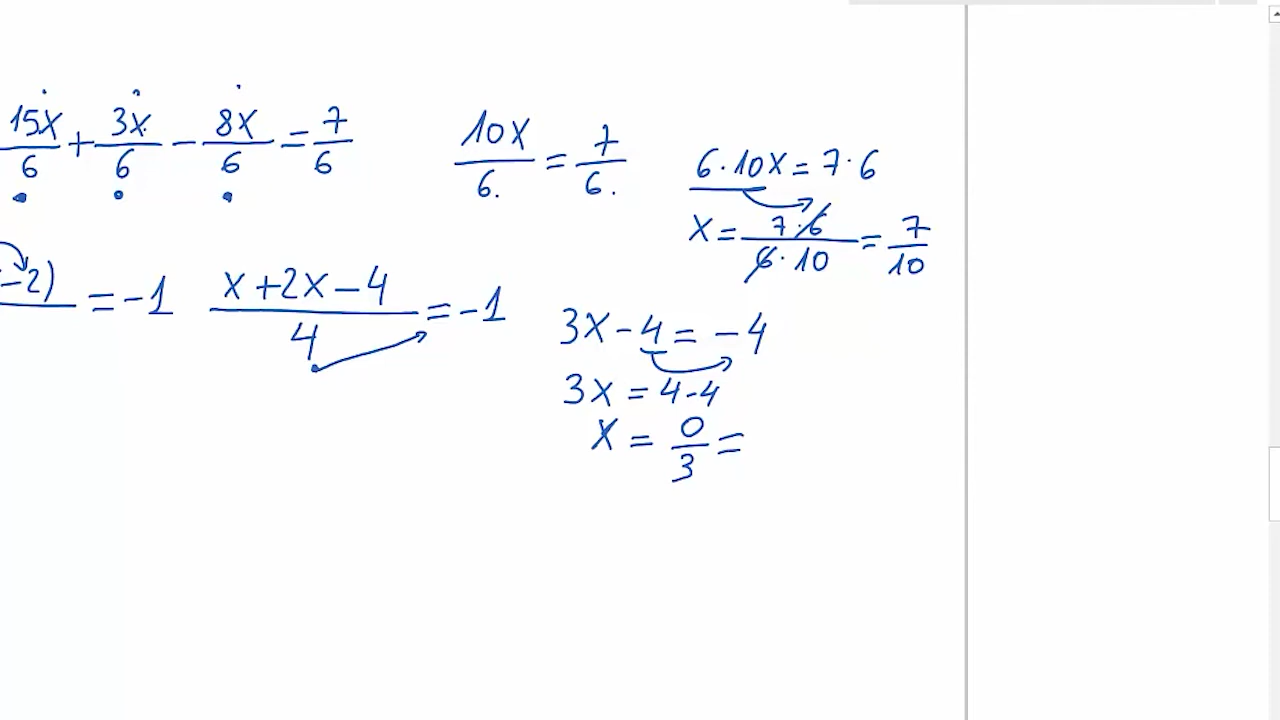 15x/6 + 3x/6 - 8x/6 = 7/6
10x/6 = 7/6
6·10x = 7·6
x = 7·6/6·10 = 7/10
-2) = -1
x+2x-4/4 = -1
3x-4 = -4
3x = 4-4
x = 0/3 =